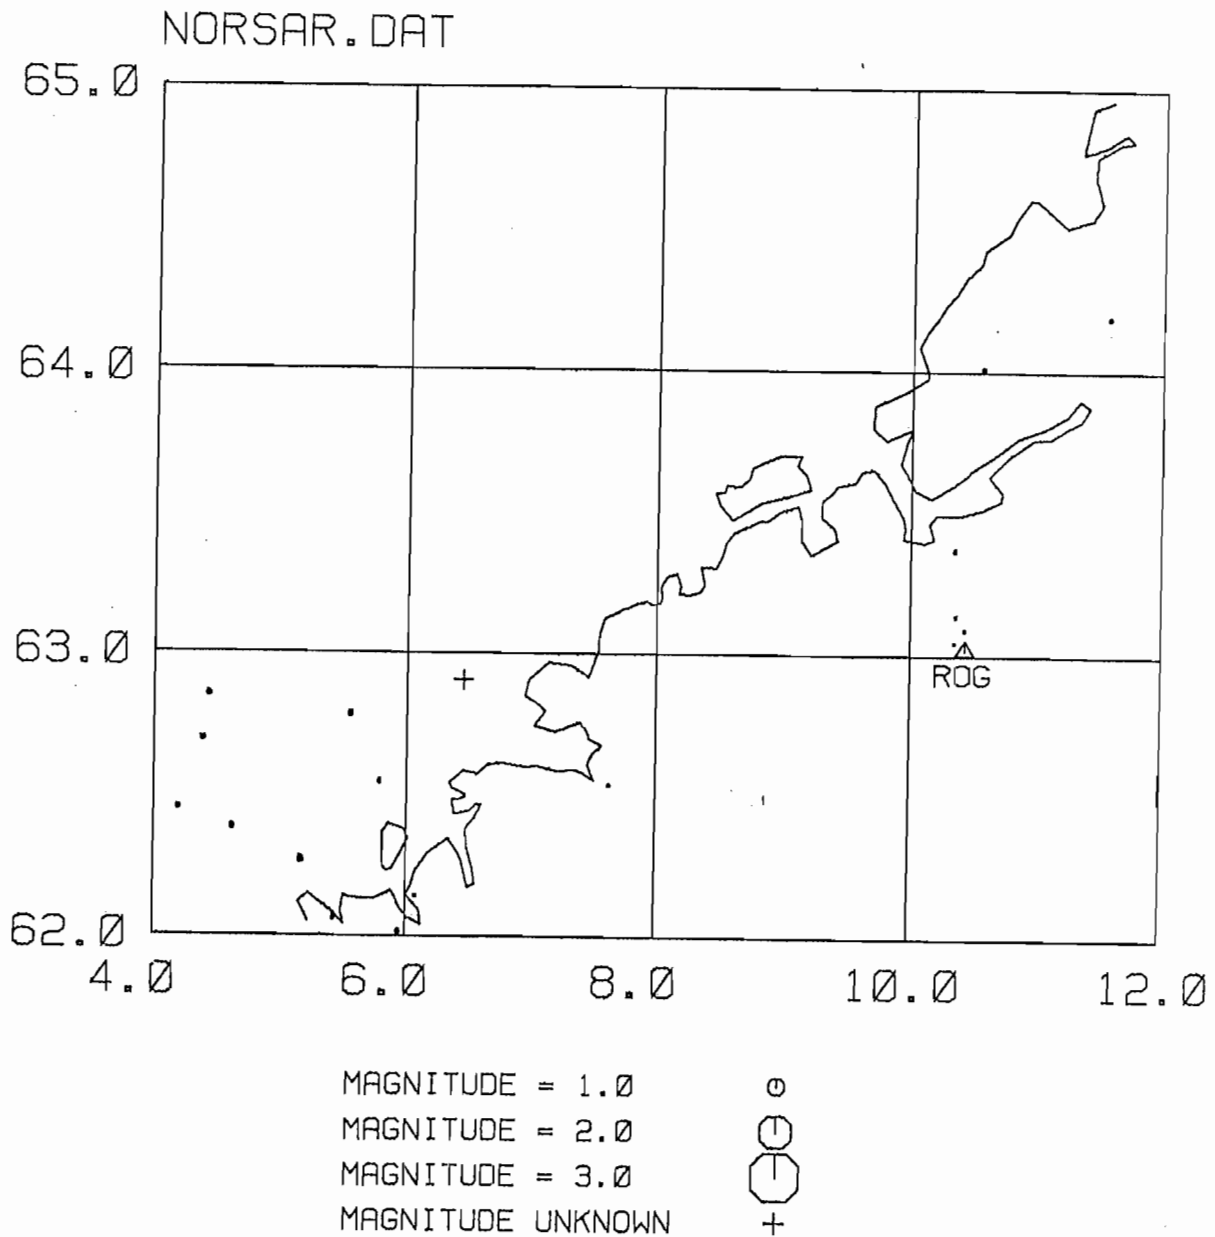 NORSAR.DAT
65.0
64.0
63.0
ROG
62.0
4.0 6.0 8.0 10.0 12.0
MAGNITUDE = 1.0
MAGNITUDE = 2.0
MAGNITUDE = 3.0
MAGNITUDE UNKNOWN